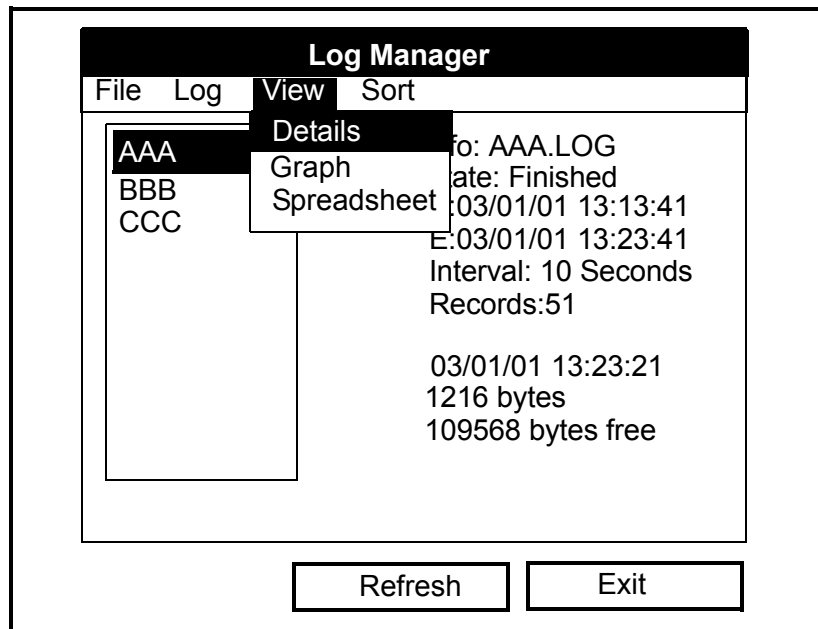 Log Manager
File Log View Sort
Details
Graph
Spreadsheet
AAA
BBB
CCC
fo: AAA.LOG
ate: Finished
:03/01/01 13:13:41
E:03/01/01 13:23:41
Interval: 10 Seconds
Records:51
03/01/01 13:23:21
1216 bytes
109568 bytes free
Refresh Exit